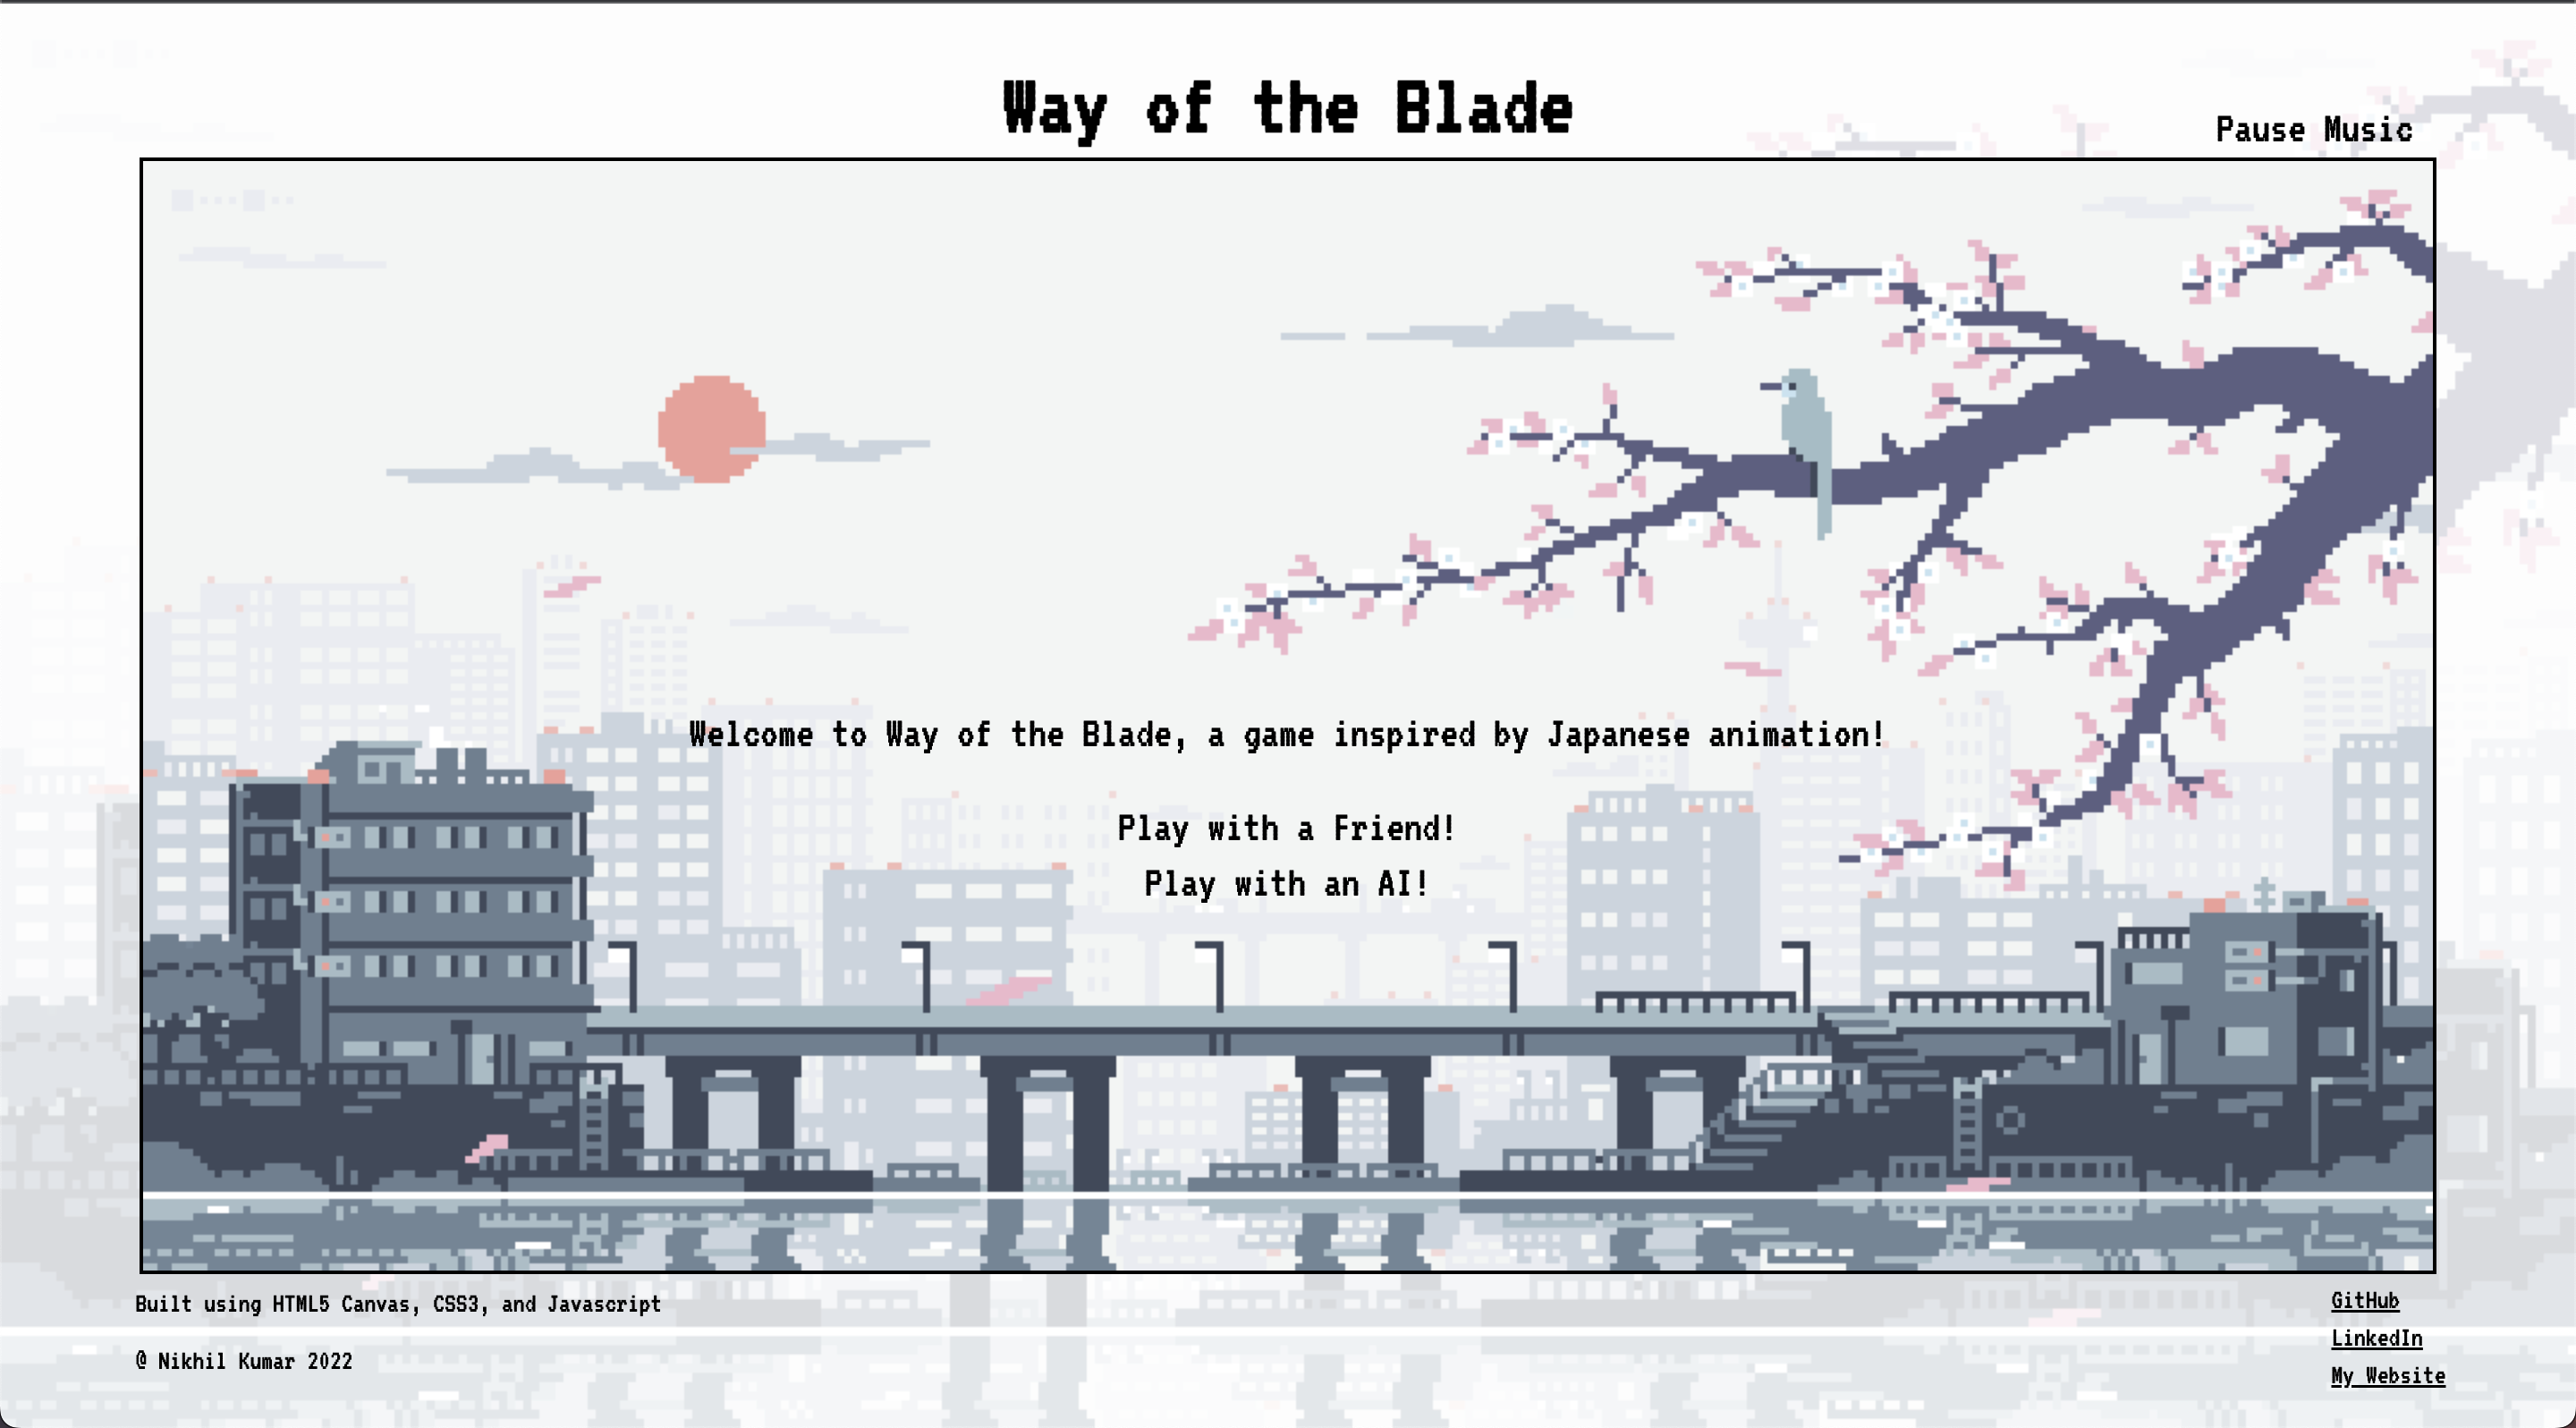 Way of the Blade
Pause Music
Welcome to Way of the Blade, a game inspired by Japanese animation!
Play with a Friend!
Play with an AI!
Built using HTML5 Canvas, CSS3, and Javascript
@ Nikhil Kumar 2022
GitHub
LinkedIn
My Website